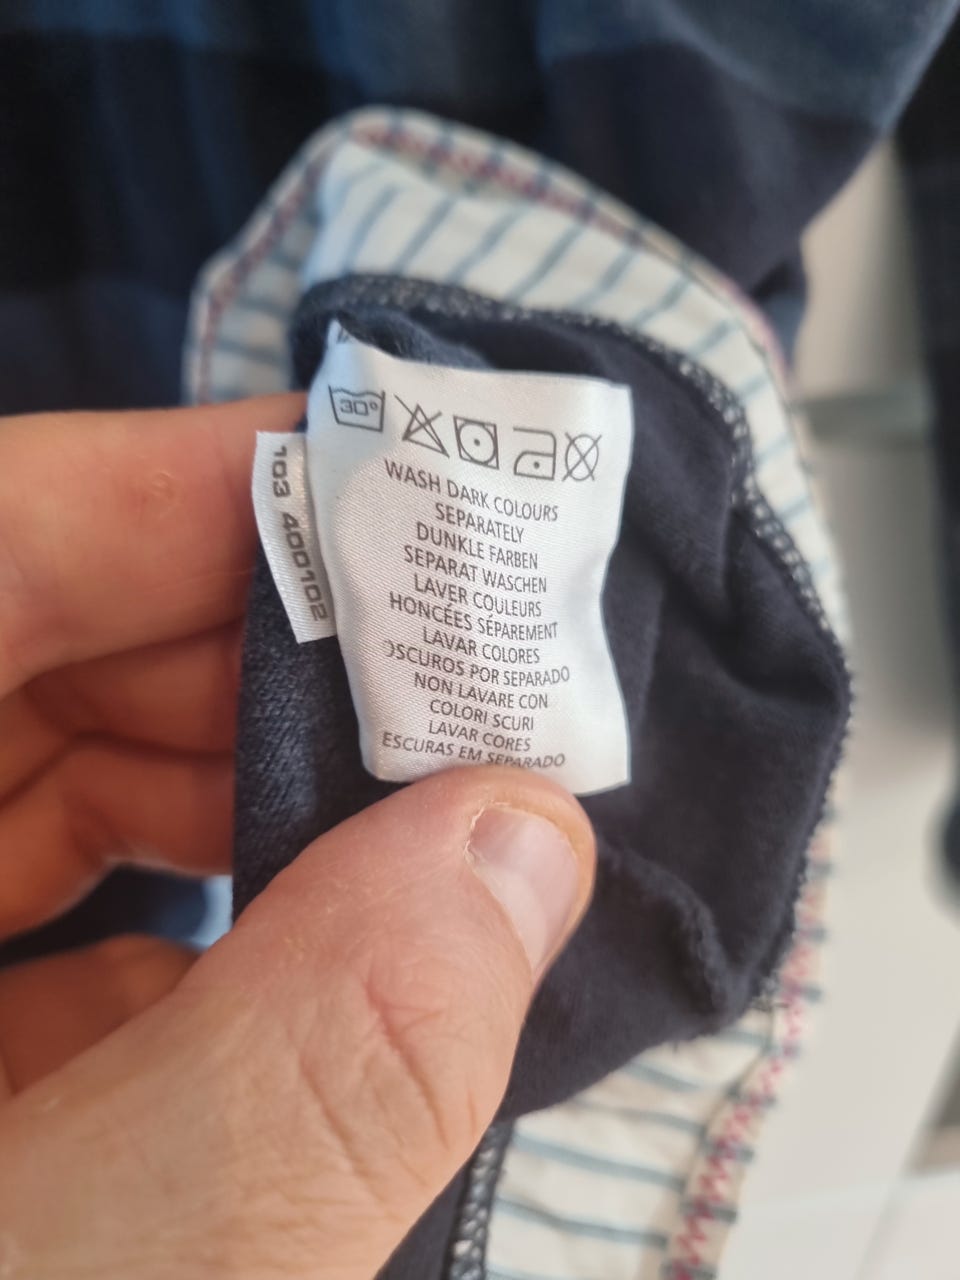 30°
WASH DARK COLOURS
SEPARATELY
DUNKLE FARBEN
SEPARAT WASCHEN
LAVER COULEURS
HONCÉES SÉPAREMENT
LAVAR COLORES
OSCUROS POR SEPARADO
NON LAVARE CON
COLORI SCURI
LAVAR CORES
ESCURAS EM SEPARADO
103 400102